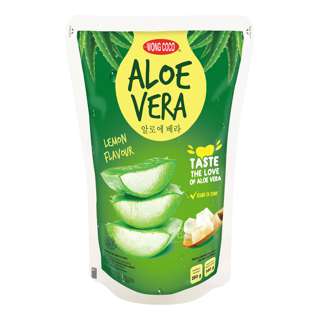 WONG COCO
ALOE
VERA
알로에 베라
LEMON
FLAVOUR
TASTE
THE LOVE
OF ALOE VERA